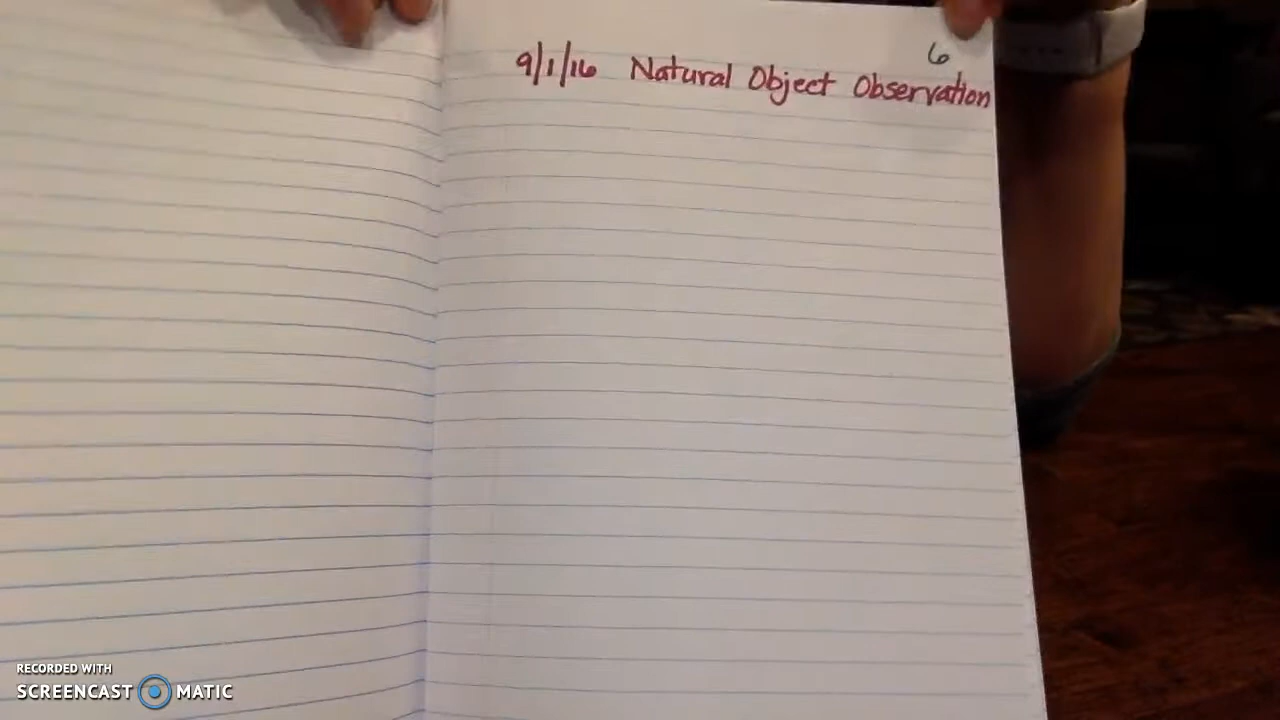 6
9/1/16 Natural Object Observation
RECORDED WITH
SCREENCAST MATIC